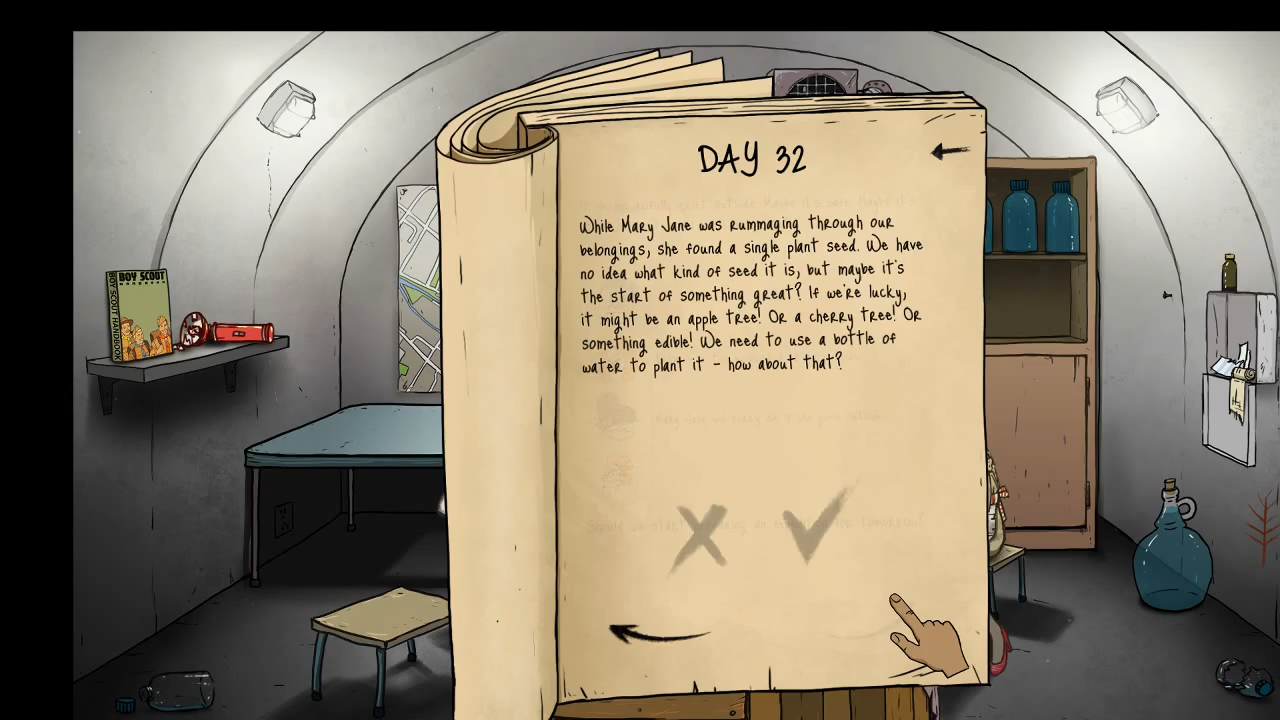 DAY 32
While Mary Jane was rummaging through our
belongings, she found a single plant seed. We have
no idea what kind of seed it is, but maybe it's
the start of something great? If we're lucky,
it might be an apple tree! Or a cherry tree! Or
something edible! We need to use a bottle of
water to plant it - how about that?
BOY SCOUT
HANDBOOK
BOY SCOUT HANDBOOK